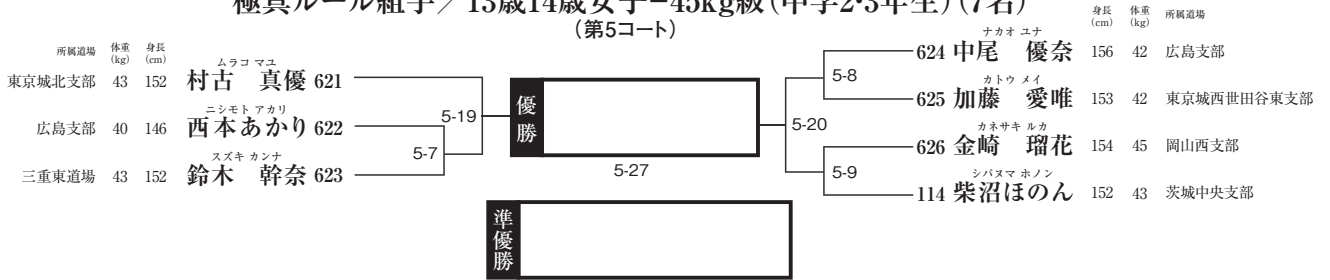 極真ルール組手／13歳14歳女子−45kg級（中学2・3年生）（7名）
（第5コート）
所属道場 体重(kg) 身長(cm)
ムラコ マユ
東京城北支部 43 152 村古 真優 621
ニシモト アカリ
広島支部 40 146 西本あかり 622
スズキ カンナ
三重東道場 43 152 鈴木 幹奈 623
5-19
5-7
優勝
5-27
準優勝
5-8
5-20
5-9
身長(cm) 体重(kg) 所属道場
ナカオ ユナ
624 中尾 優奈 156 42 広島支部
カトウ メイ
625 加藤 愛唯 153 42 東京城西世田谷東支部
カネサキ ルカ
626 金崎 瑠花 154 45 岡山西支部
シバヌマ ホノン
114 柴沼ほのん 152 43 茨城中央支部